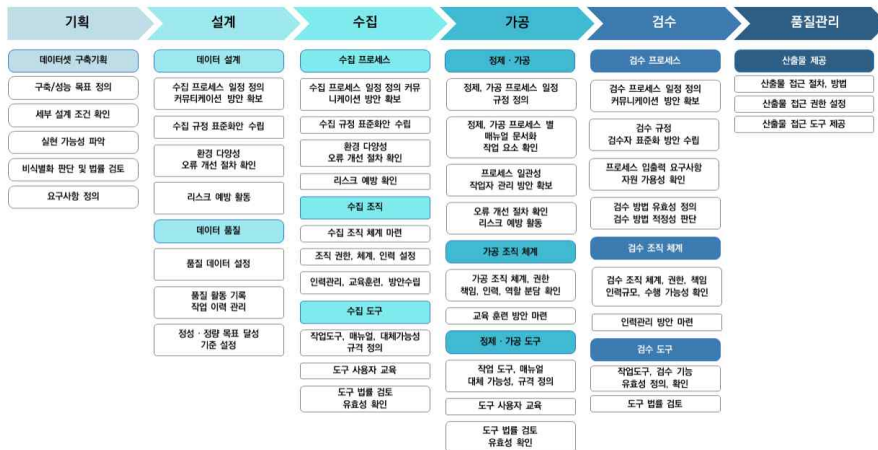 기획
설계
수집
가공
검수
품질관리
데이터셋 구축기획
구축/성능 목표 정의
세부 설계 조건 확인
실현 가능성 파악
비식별화 판단 및 법률 검토
요구사항 정의
데이터 설계
수집 프로세스 일정 정의
커뮤티케이션 방안 확보
수집 규정 표준화안 수립
환경 다양성
오류 개선 절차 확인
리스크 예방 활동
데이터 품질
품질 데이터 설정
품질 활동 기록
작업 이력 관리
정성 · 정량 목표 달성
기준 설정
수집 프로세스
수집 프로세스 일정 정의 커뮤
니케이션 방안 확보
수집 규정 표준화안 수립
환경 다양성
오류 개선 절차 확인
리스크 예방 확인
수집 조직
수집 조직 체계 마련
조직 권한, 체계, 인력 설정
인력관리, 교육훈련, 방안수립
수집 도구
작업도구, 매뉴얼, 대체가능성
규격 정의
도구 사용자 교육
도구 법률 검토
유효성 확인
정제 · 가공
정제, 가공 프로세스 일정
규정 정의
정제, 가공 프로세스 별
매뉴얼 문서화
작업 요소 확인
프로세스 일관성
작업자 관리 방안 확보
오류 개선 절차 확인
리스크 예방 활동
가공 조직 체계
가공 조직 체계, 권한
책임, 인력, 역할 분담 확인
교육 훈련 방안 마련
정제 · 가공 도구
작업 도구, 매뉴얼
대체 가능성, 규격 정의
도구 사용자 교육
도구 법률 검토
유효성 확인
검수 프로세스
검수 프로세스 일정 정의
커뮤니케이션 방안 확보
검수 규정
검수자 표준화 방안 수립
프로세스 입출력 요구사항
자원 가용성 확인
검수 방법 유효성 정의
검수 방법 적정성 판단
검수 조직 체계
검수 조직 체계, 권한, 책임
인력규모, 수행 가능성 확인
인력관리 방안 마련
검수 도구
작업도구, 검수 기능
유효성 정의, 확인
도구 법률 검토
산출물 제공
산출물 접근 절차, 방법
산출물 접근 권한 설정
산출물 접근 도구 제공